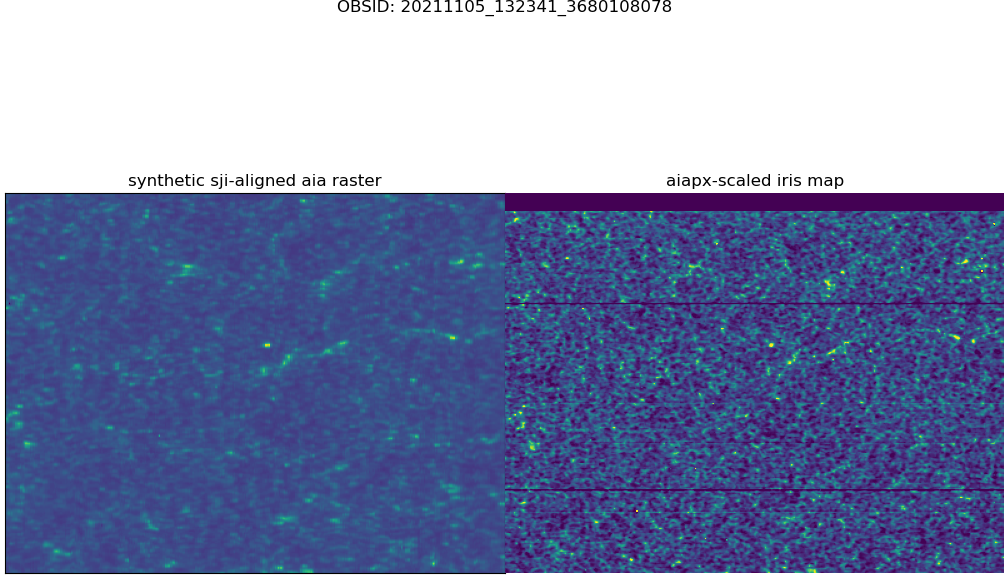 OBSID: 20211105_132341_3680108078
synthetic sji-aligned aia raster
aiapx-scaled iris map